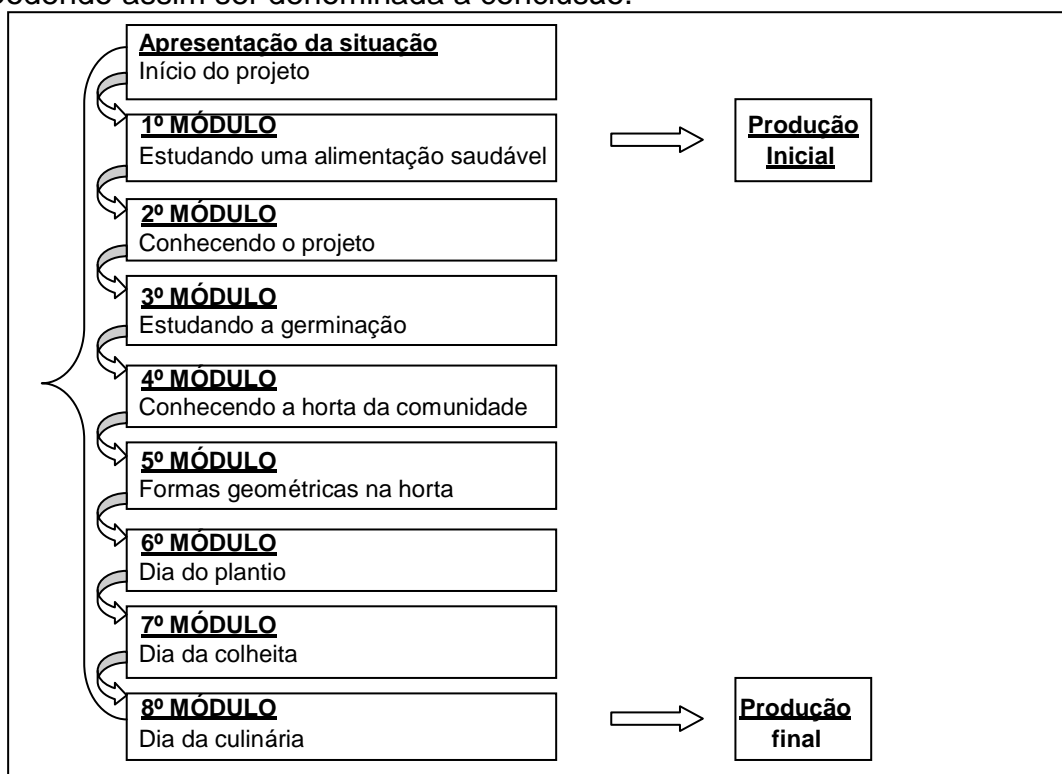 podendo assim ser denominada a conclusão.
Apresentação da situação
Início do projeto
1º MÓDULO
Estudando uma alimentação saudável
Produção
Inicial
2º MÓDULO
Conhecendo o projeto
3º MÓDULO
Estudando a germinação
4º MÓDULO
Conhecendo a horta da comunidade
5º MÓDULO
Formas geométricas na horta
6º MÓDULO
Dia do plantio
7º MÓDULO
Dia da colheita
8º MÓDULO
Dia da culinária
Produção
final